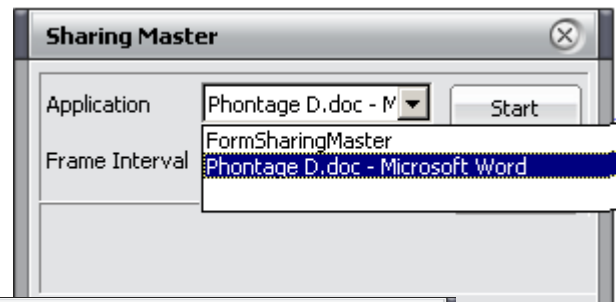 Sharing Master
Application
Phontage D.doc - M
Start
FormSharingMaster
Frame Interval
Phontage D.doc - Microsoft Word